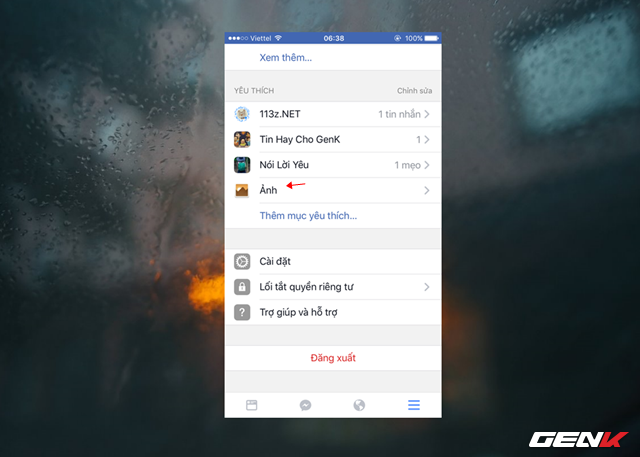 Viettel 06:38 100%
Xem thêm...
YÊU THÍCH Chỉnh sửa
113z.NET 1 tin nhắn
Tin Hay Cho GenK 1
Nói Lời Yêu 1 mẹo
Ảnh
Thêm mục yêu thích...
Cài đặt
Lối tắt quyền riêng tư
? Trợ giúp và hỗ trợ
Đăng xuất
GENK